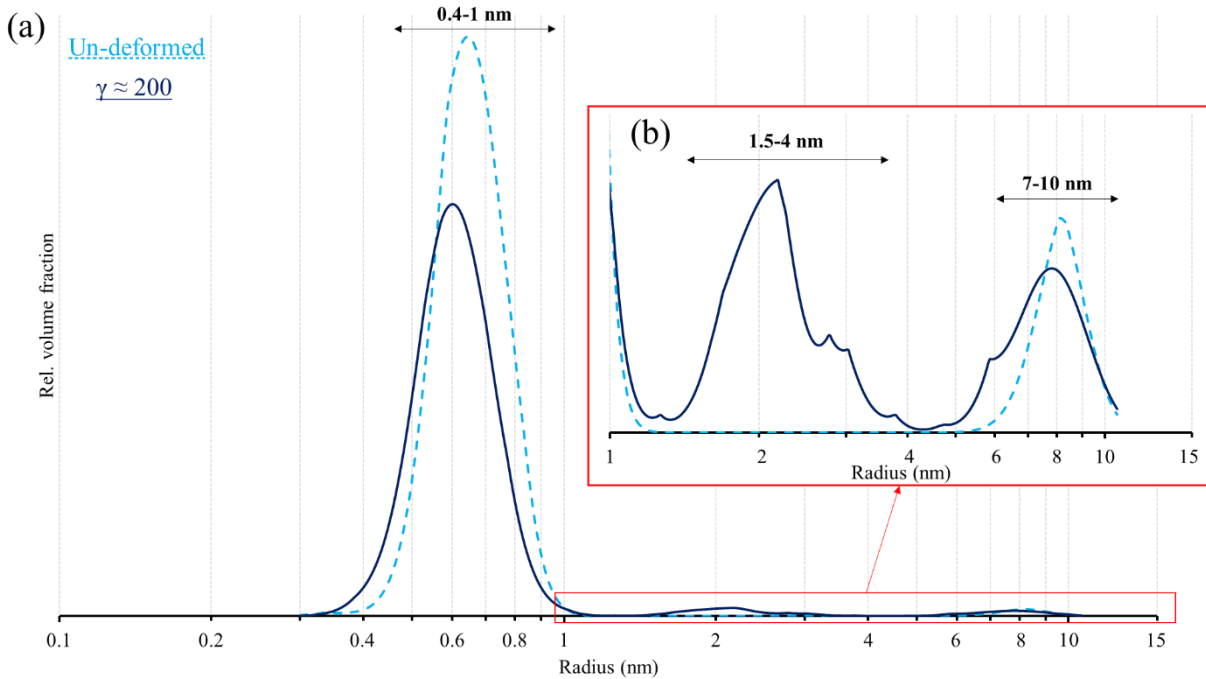 (a)
0.4-1 nm
Un-deformed
γ ≈ 200
Rel. volume fraction
(b)
1.5-4 nm
7-10 nm
1 2 4 6 8 10 15
Radius (nm)
0.1 0.2 0.4 0.6 0.8 1 2 4 6 8 10 15
Radius (nm)